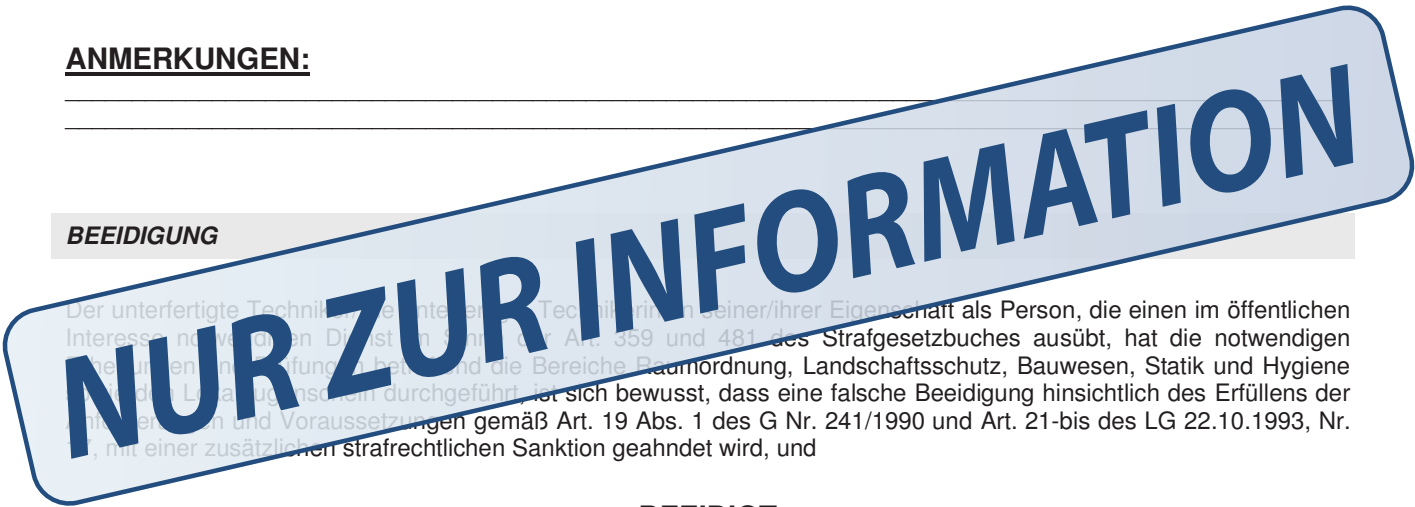 ANMERKUNGEN:
NUR ZUR INFORMATION
BEEIDIGUNG
Der unterfertigte Techniker/die Technikerin in seiner/ihrer Eigenschaft als Person, die einen im öffentlichen
Interesse notwendigen Dienst im Sinne der Art. 359 und 481 des Strafgesetzbuches ausübt, hat die notwendigen
die Bereiche Raumordnung, Landschaftsschutz, Bauwesen, Statik und Hygiene
durchgeführt, ist sich bewusst, dass eine falsche Beeidigung hinsichtlich des Erfüllens der
und Voraussetzungen gemäß Art. 19 Abs. 1 des G Nr. 241/1990 und Art. 21-bis des LG 22.10.1993, Nr.
mit einer zusätzlichen strafrechtlichen Sanktion geahndet wird, und